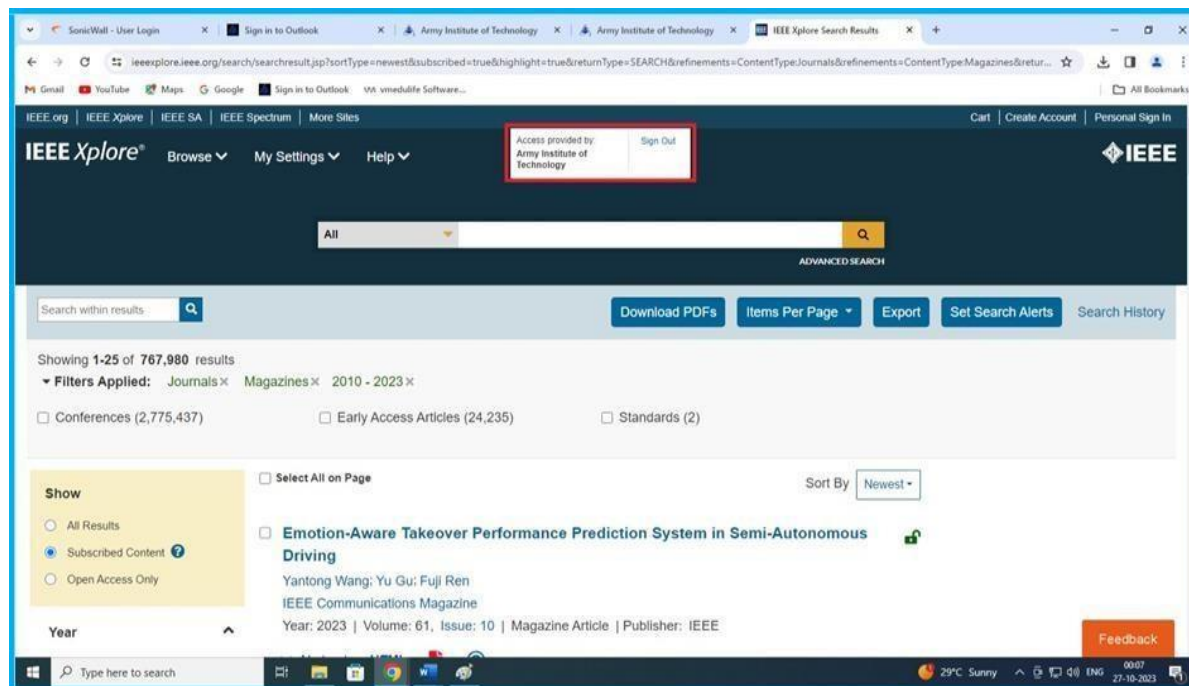 SonicWall - User Login
Sign in to Outlook
Army Institute of Technology
Army Institute of Technology
IEEE Xplore Search Results
ieeexplore.ieee.org/search/searchresult.jsp?sortType=newest&subscribed=true&highlight=true&returnType=SEARCH&refinements=ContentType:Journals&refinements=ContentType:Magazines&retur...
Gmail YouTube Maps Google Sign in to Outlook vmedulife Software... All Bookmarks
IEEE.org | IEEE Xplore | IEEE SA | IEEE Spectrum | More Sites Cart | Create Account | Personal Sign In
IEEE Xplore® Browse My Settings Help
Access provided by: Sign Out
Army Institute of
Technology
IEEE
All
ADVANCED SEARCH
Search within results
Download PDFs Items Per Page Export Set Search Alerts Search History
Showing 1-25 of 767,980 results
Filters Applied: Journals × Magazines × 2010 - 2023 ×
Conferences (2,775,437) Early Access Articles (24,235) Standards (2)
Show
All Results
Subscribed Content ?
Open Access Only
Year
Select All on Page Sort By Newest
Emotion-Aware Takeover Performance Prediction System in Semi-Autonomous
Driving
Yantong Wang; Yu Gu; Fuji Ren
IEEE Communications Magazine
Year: 2023 | Volume: 61, Issue: 10 | Magazine Article | Publisher: IEEE
Feedback
Type here to search 29°C Sunny ENG 00:07
27-10-2023